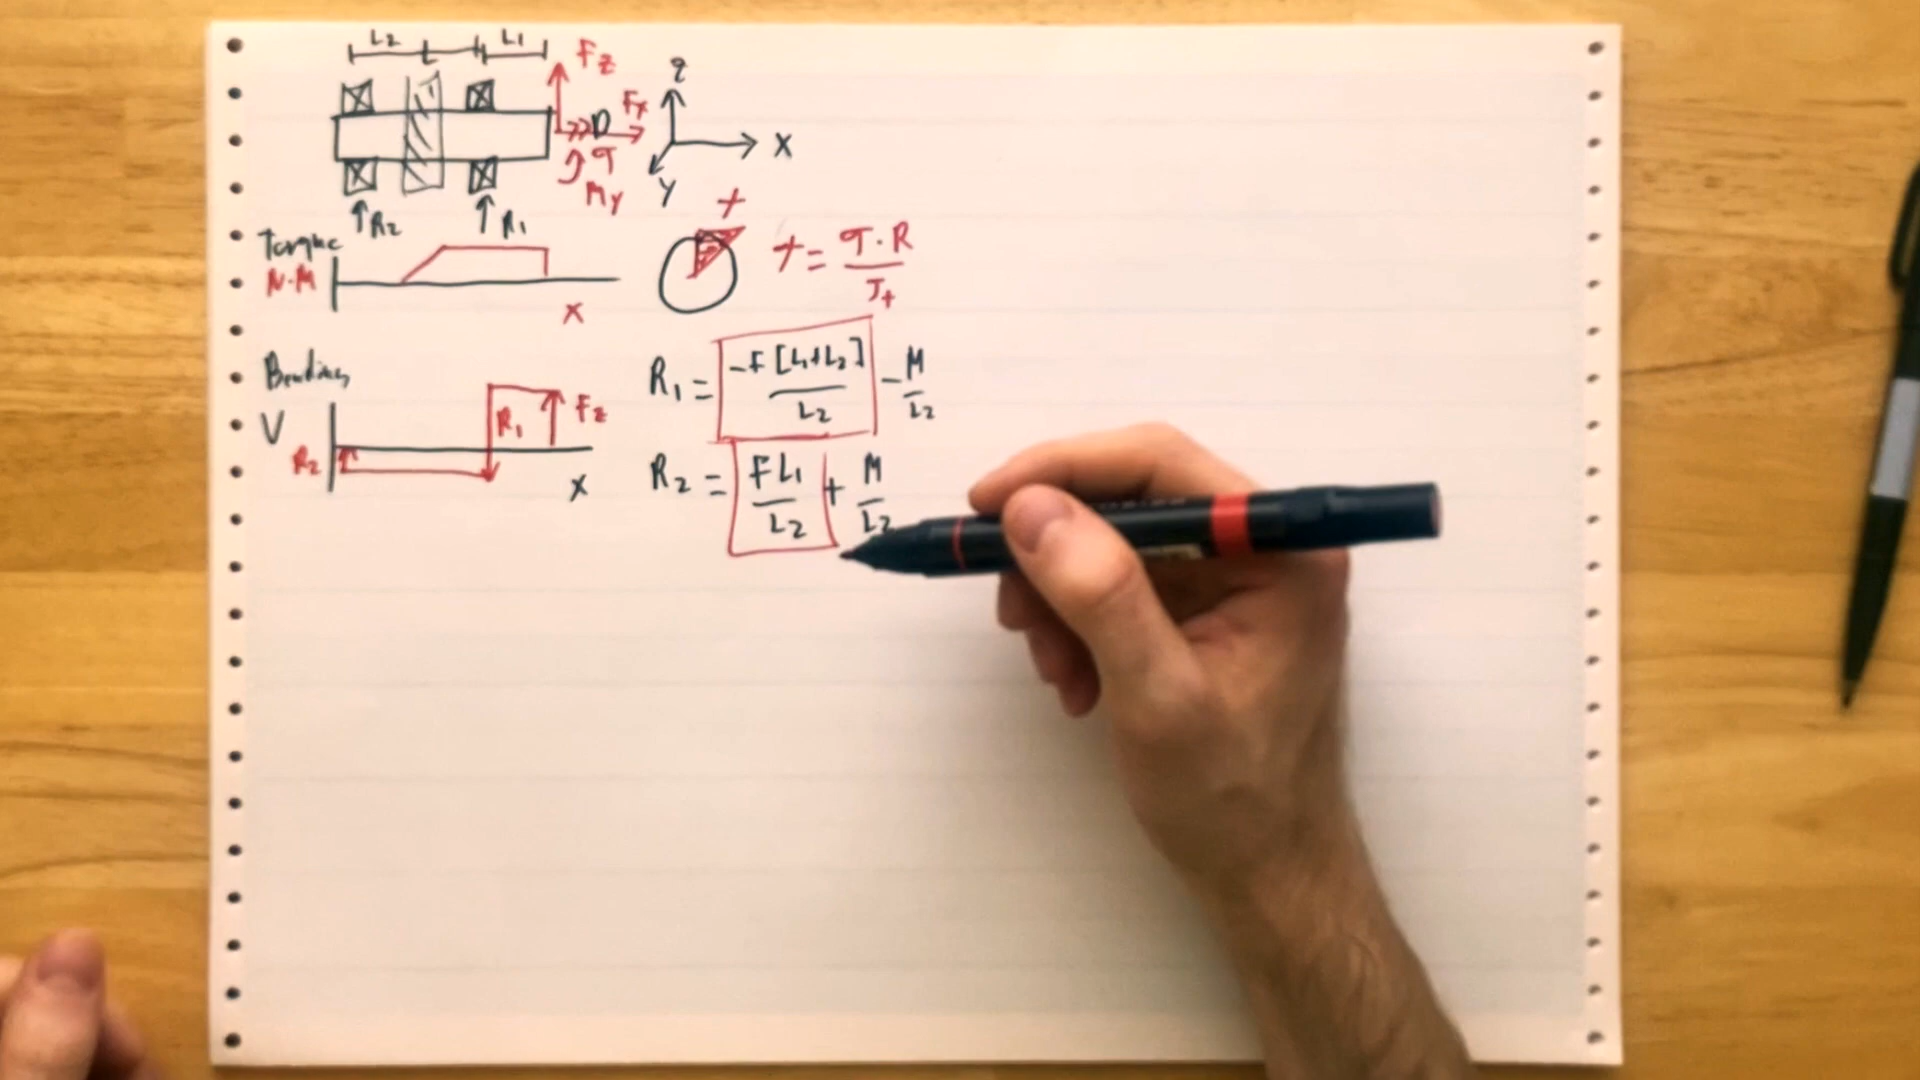 L2 L1
Fz
z
Fx
D
T
x
My
y
R2 R1
Torque
N·M
x
τ
τ = T·R
Jt
Bending
V
R1
Fz
R2
x
R1 = -F[L1+L2] - M
L2 L2
R2 = FL1 + M
L2 L2